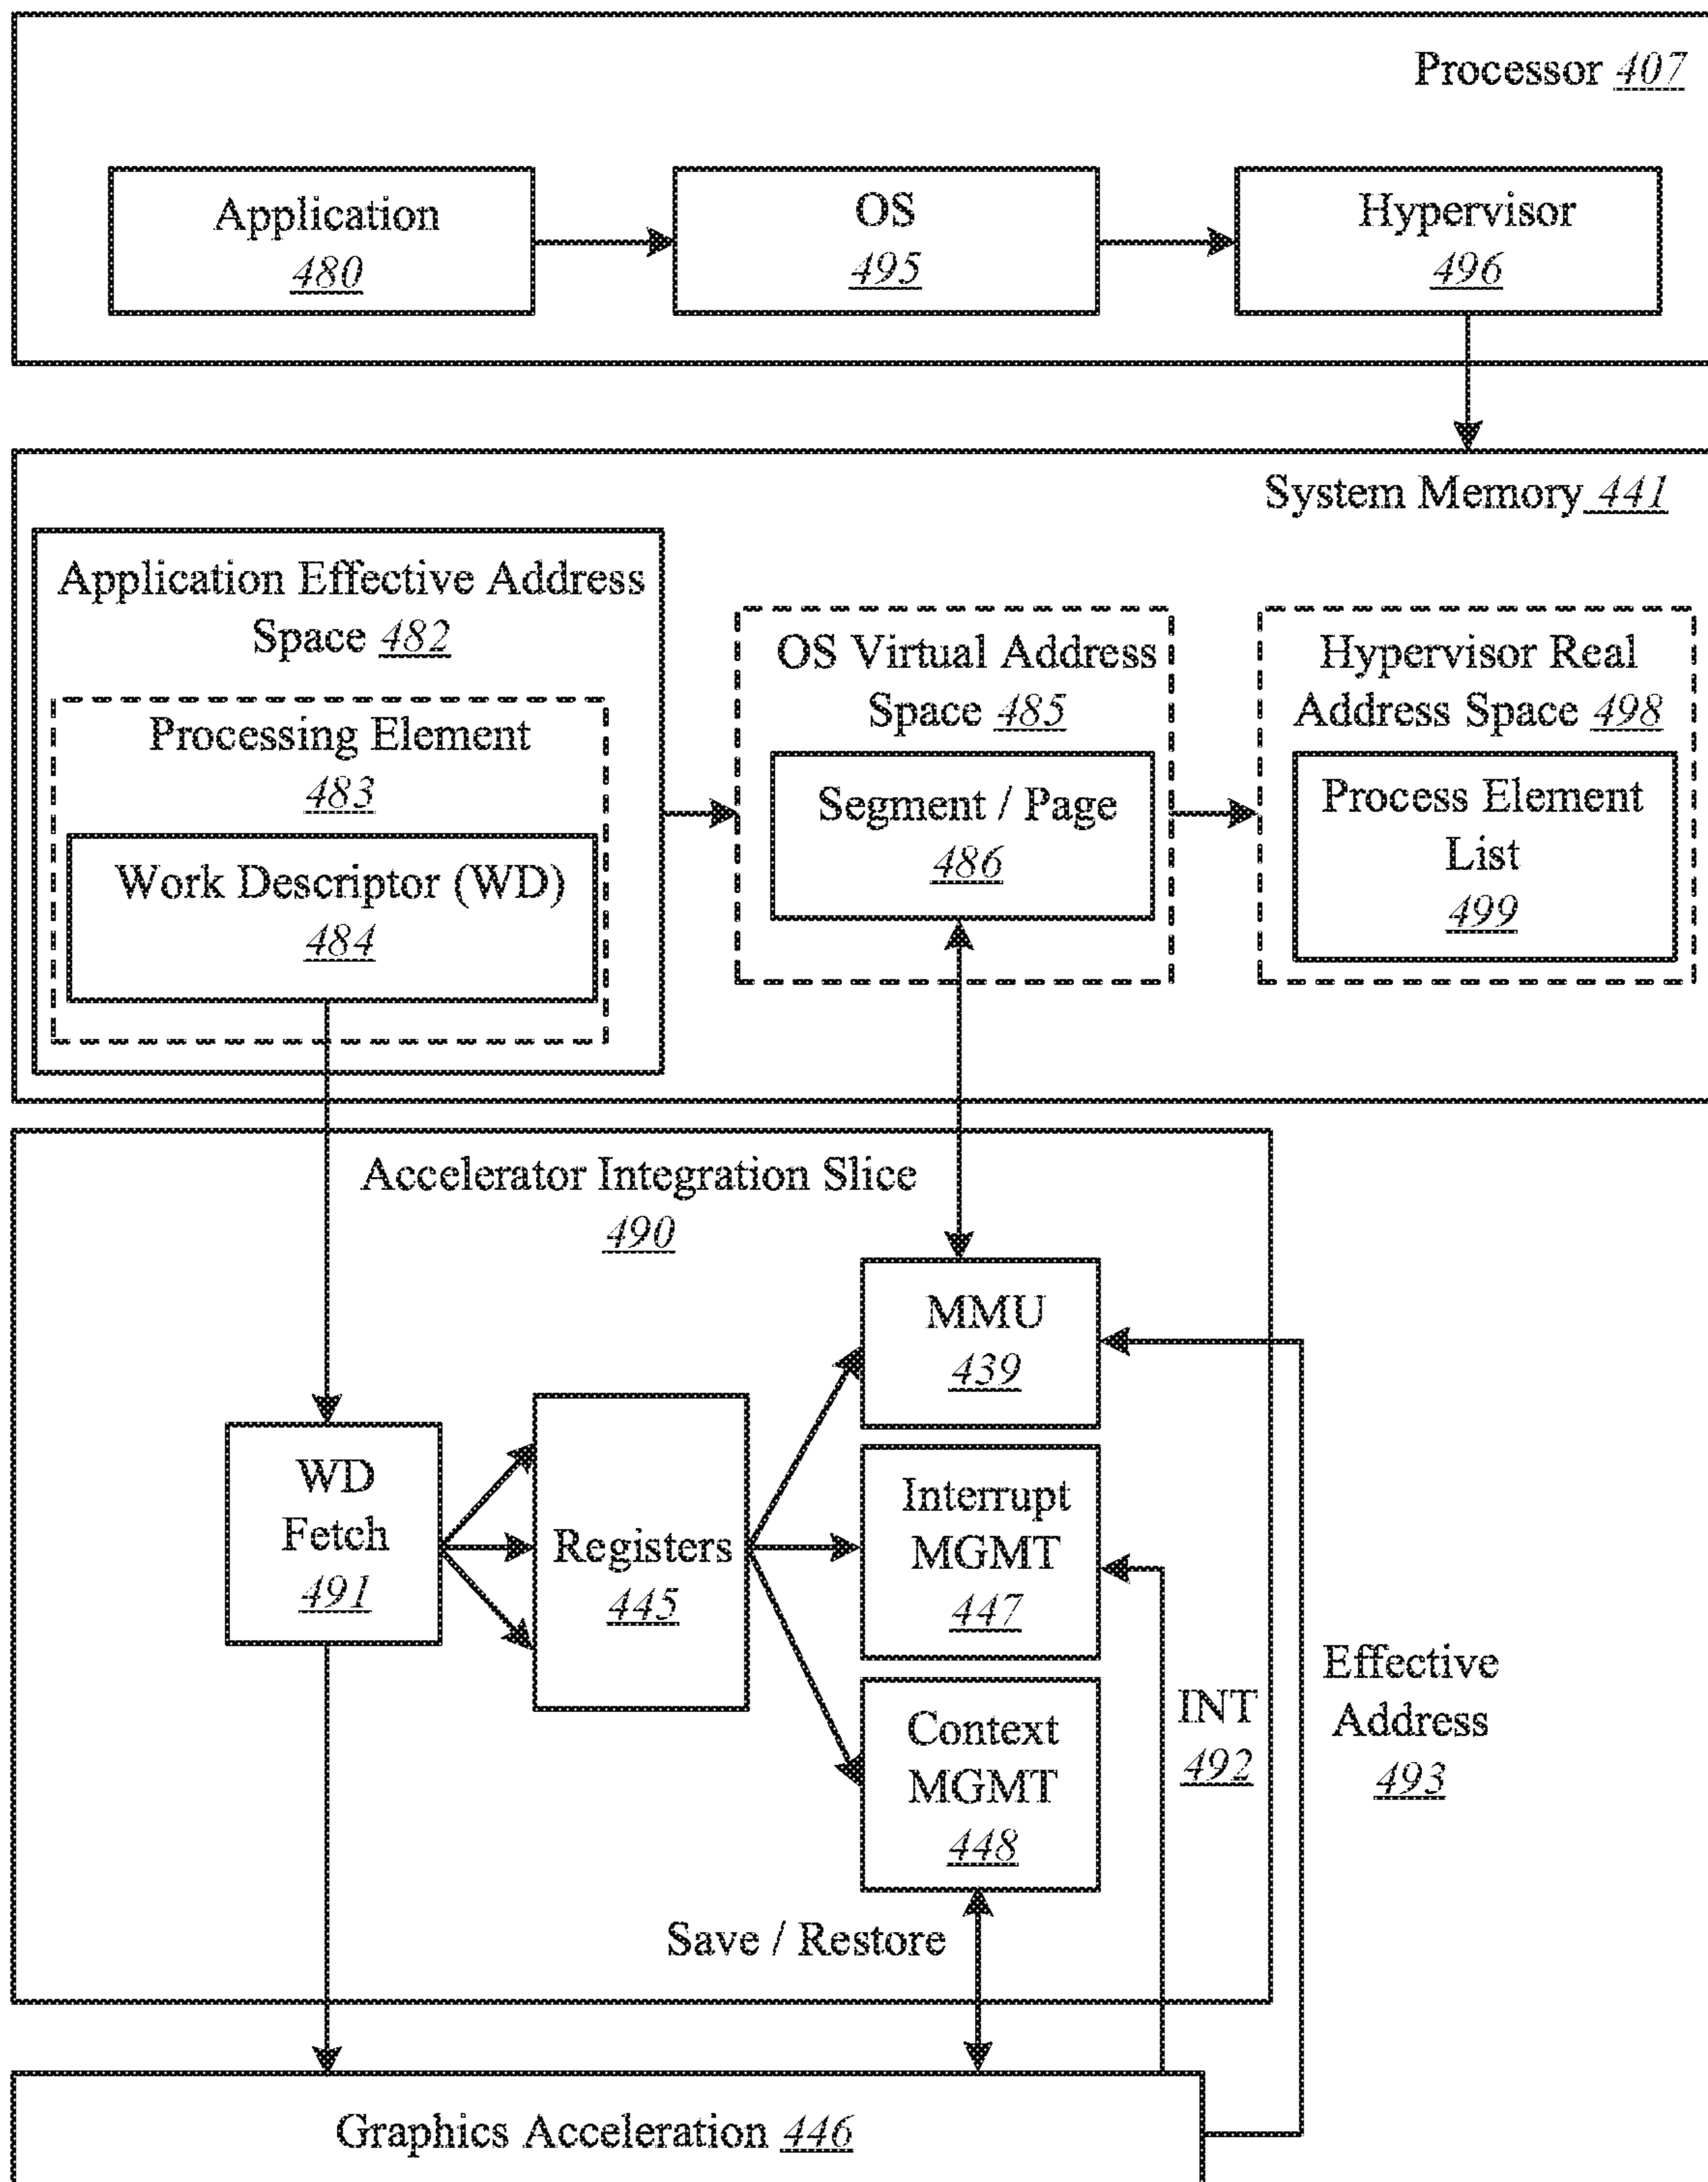 Processor 407
Application
480
OS
495
Hypervisor
496
System Memory 441
Application Effective Address
Space 482
Processing Element
483
Work Descriptor (WD)
484
OS Virtual Address
Space 485
Segment / Page
486
Hypervisor Real
Address Space 498
Process Element
List
499
Accelerator Integration Slice
490
MMU
439
WD
Fetch
491
Registers
445
Interrupt
MGMT
447
Context
MGMT
448
INT
492
Effective
Address
493
Save / Restore
Graphics Acceleration 446